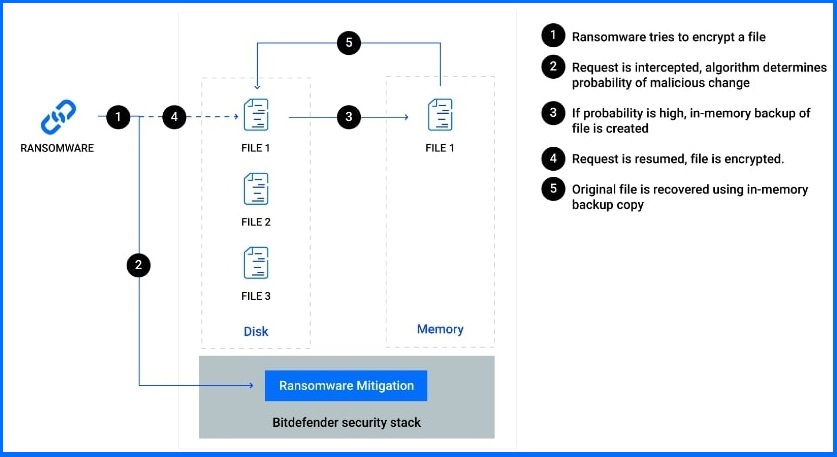 5
1
4
3
RANSOMWARE
FILE 1
FILE 1
FILE 2
2
FILE 3
Disk
Memory
Ransomware Mitigation
Bitdefender security stack
1 Ransomware tries to encrypt a file
2 Request is intercepted, algorithm determines
probability of malicious change
3 If probability is high, in-memory backup of
file is created
4 Request is resumed, file is encrypted.
5 Original file is recovered using in-memory
backup copy